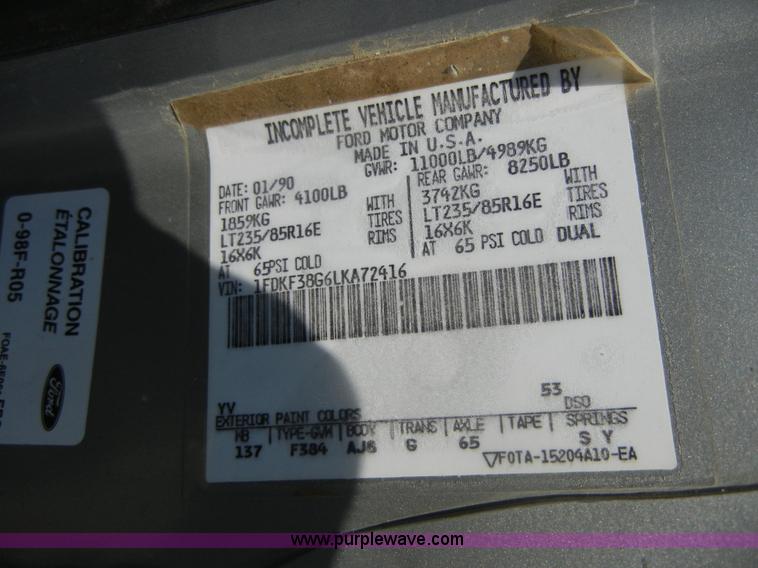 INCOMPLETE VEHICLE MANUFACTURED BY
FORD MOTOR COMPANY
MADE IN U.S.A.
DATE: 01/90 GVWR: 11000LB/4989KG
FRONT GAWR: 4100LB REAR GAWR: 8250LB
1859KG WITH 3742KG WITH
LT235/85R16E TIRES LT235/85R16E TIRES
16X6K RIMS 16X6K RIMS
AT 65PSI COLD AT 65 PSI COLD DUAL
VIN: 1FDKF38G6LKA72416
YV 53
EXTERIOR PAINT COLORS DSO
WB TYPE-GVW BODY TRANS AXLE TAPE SPRINGS
137 F384 AJ6 G 65 S Y
F0TA-15204A10-EA
CALIBRATION
ÉTALONNAGE
0-98F-R05
Ford
www.purplewave.com